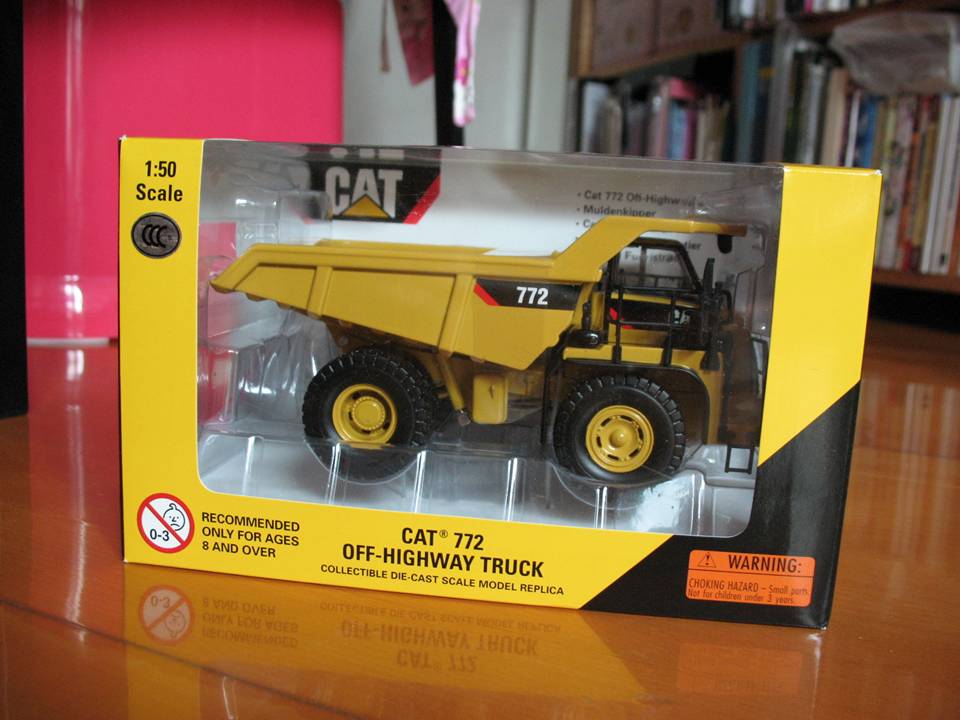 1:50
Scale
CCC
CAT
• Cat 772 Off-Highway
• Muldenkipper
772
0-3
RECOMMENDED
ONLY FOR AGES
8 AND OVER
CAT® 772
OFF-HIGHWAY TRUCK
COLLECTIBLE DIE-CAST SCALE MODEL REPLICA
WARNING:
CHOKING HAZARD – Small parts.
Not for children under 3 years.